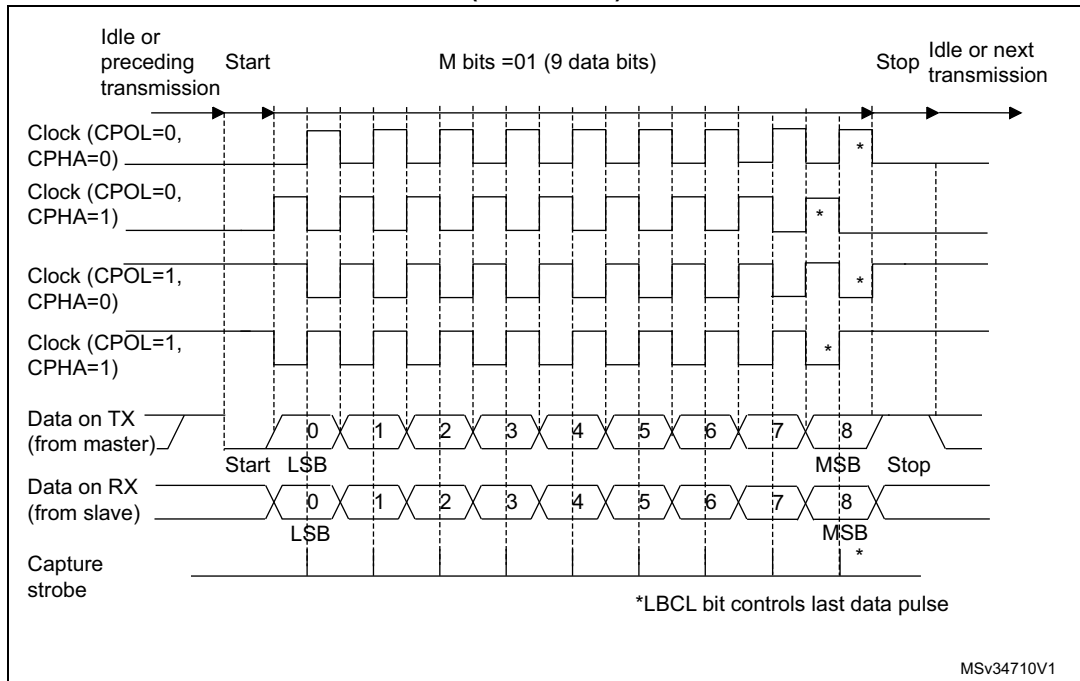 Idle or
preceding
transmission
Start
M bits =01 (9 data bits)
Stop
Idle or next
transmission
Clock (CPOL=0,
CPHA=0)
*
Clock (CPOL=0,
CPHA=1)
*
Clock (CPOL=1,
CPHA=0)
*
Clock (CPOL=1,
CPHA=1)
*
Data on TX
(from master)
0 1 2 3 4 5 6 7 8
Start LSB MSB Stop
Data on RX
(from slave)
0 1 2 3 4 5 6 7 8
LSB MSB
*
Capture
strobe
*LBCL bit controls last data pulse
MSv34710V1